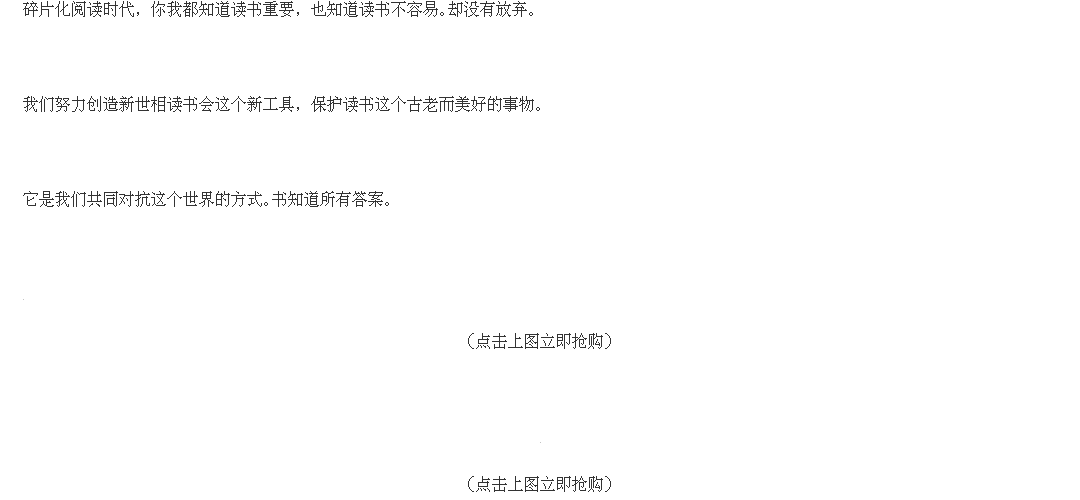 碎片化阅读时代，你我都知道读书重要，也知道读书不容易。却没有放弃。
我们努力创造新世相读书会这个新工具，保护读书这个古老而美好的事物。
它是我们共同对抗这个世界的方式。书知道所有答案。
（点击上图立即抢购）
（点击上图立即抢购）